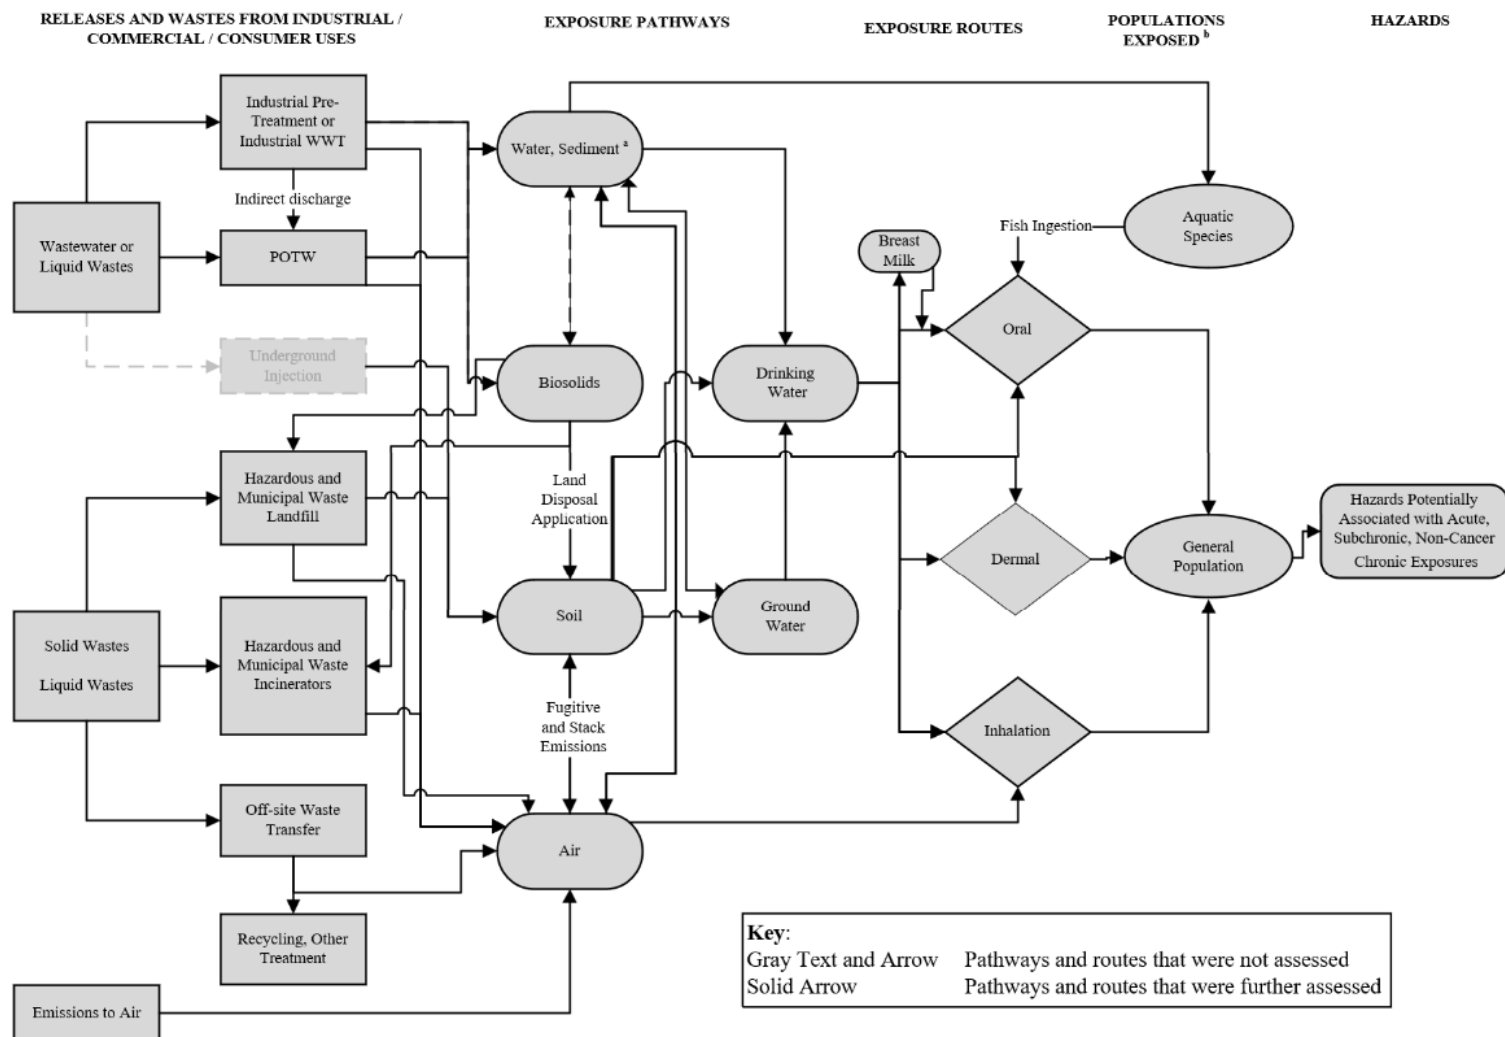 RELEASES AND WASTES FROM INDUSTRIAL /
COMMERCIAL / CONSUMER USES
EXPOSURE PATHWAYS
EXPOSURE ROUTES
POPULATIONS
EXPOSED b
HAZARDS
Industrial Pre-
Treatment or
Industrial WWT
Indirect discharge
Wastewater or
Liquid Wastes
POTW
Underground
Injection
Hazardous and
Municipal Waste
Landfill
Solid Wastes
Liquid Wastes
Hazardous and
Municipal Waste
Incinerators
Off-site Waste
Transfer
Recycling, Other
Treatment
Emissions to Air
Water, Sediment a
Biosolids
Land
Disposal
Application
Soil
Fugitive
and Stack
Emissions
Air
Drinking
Water
Ground
Water
Breast
Milk
Fish Ingestion
Oral
Dermal
Inhalation
Aquatic
Species
General
Population
Hazards Potentially
Associated with Acute,
Subchronic, Non-Cancer
Chronic Exposures
Key:
Gray Text and Arrow Pathways and routes that were not assessed
Solid Arrow Pathways and routes that were further assessed